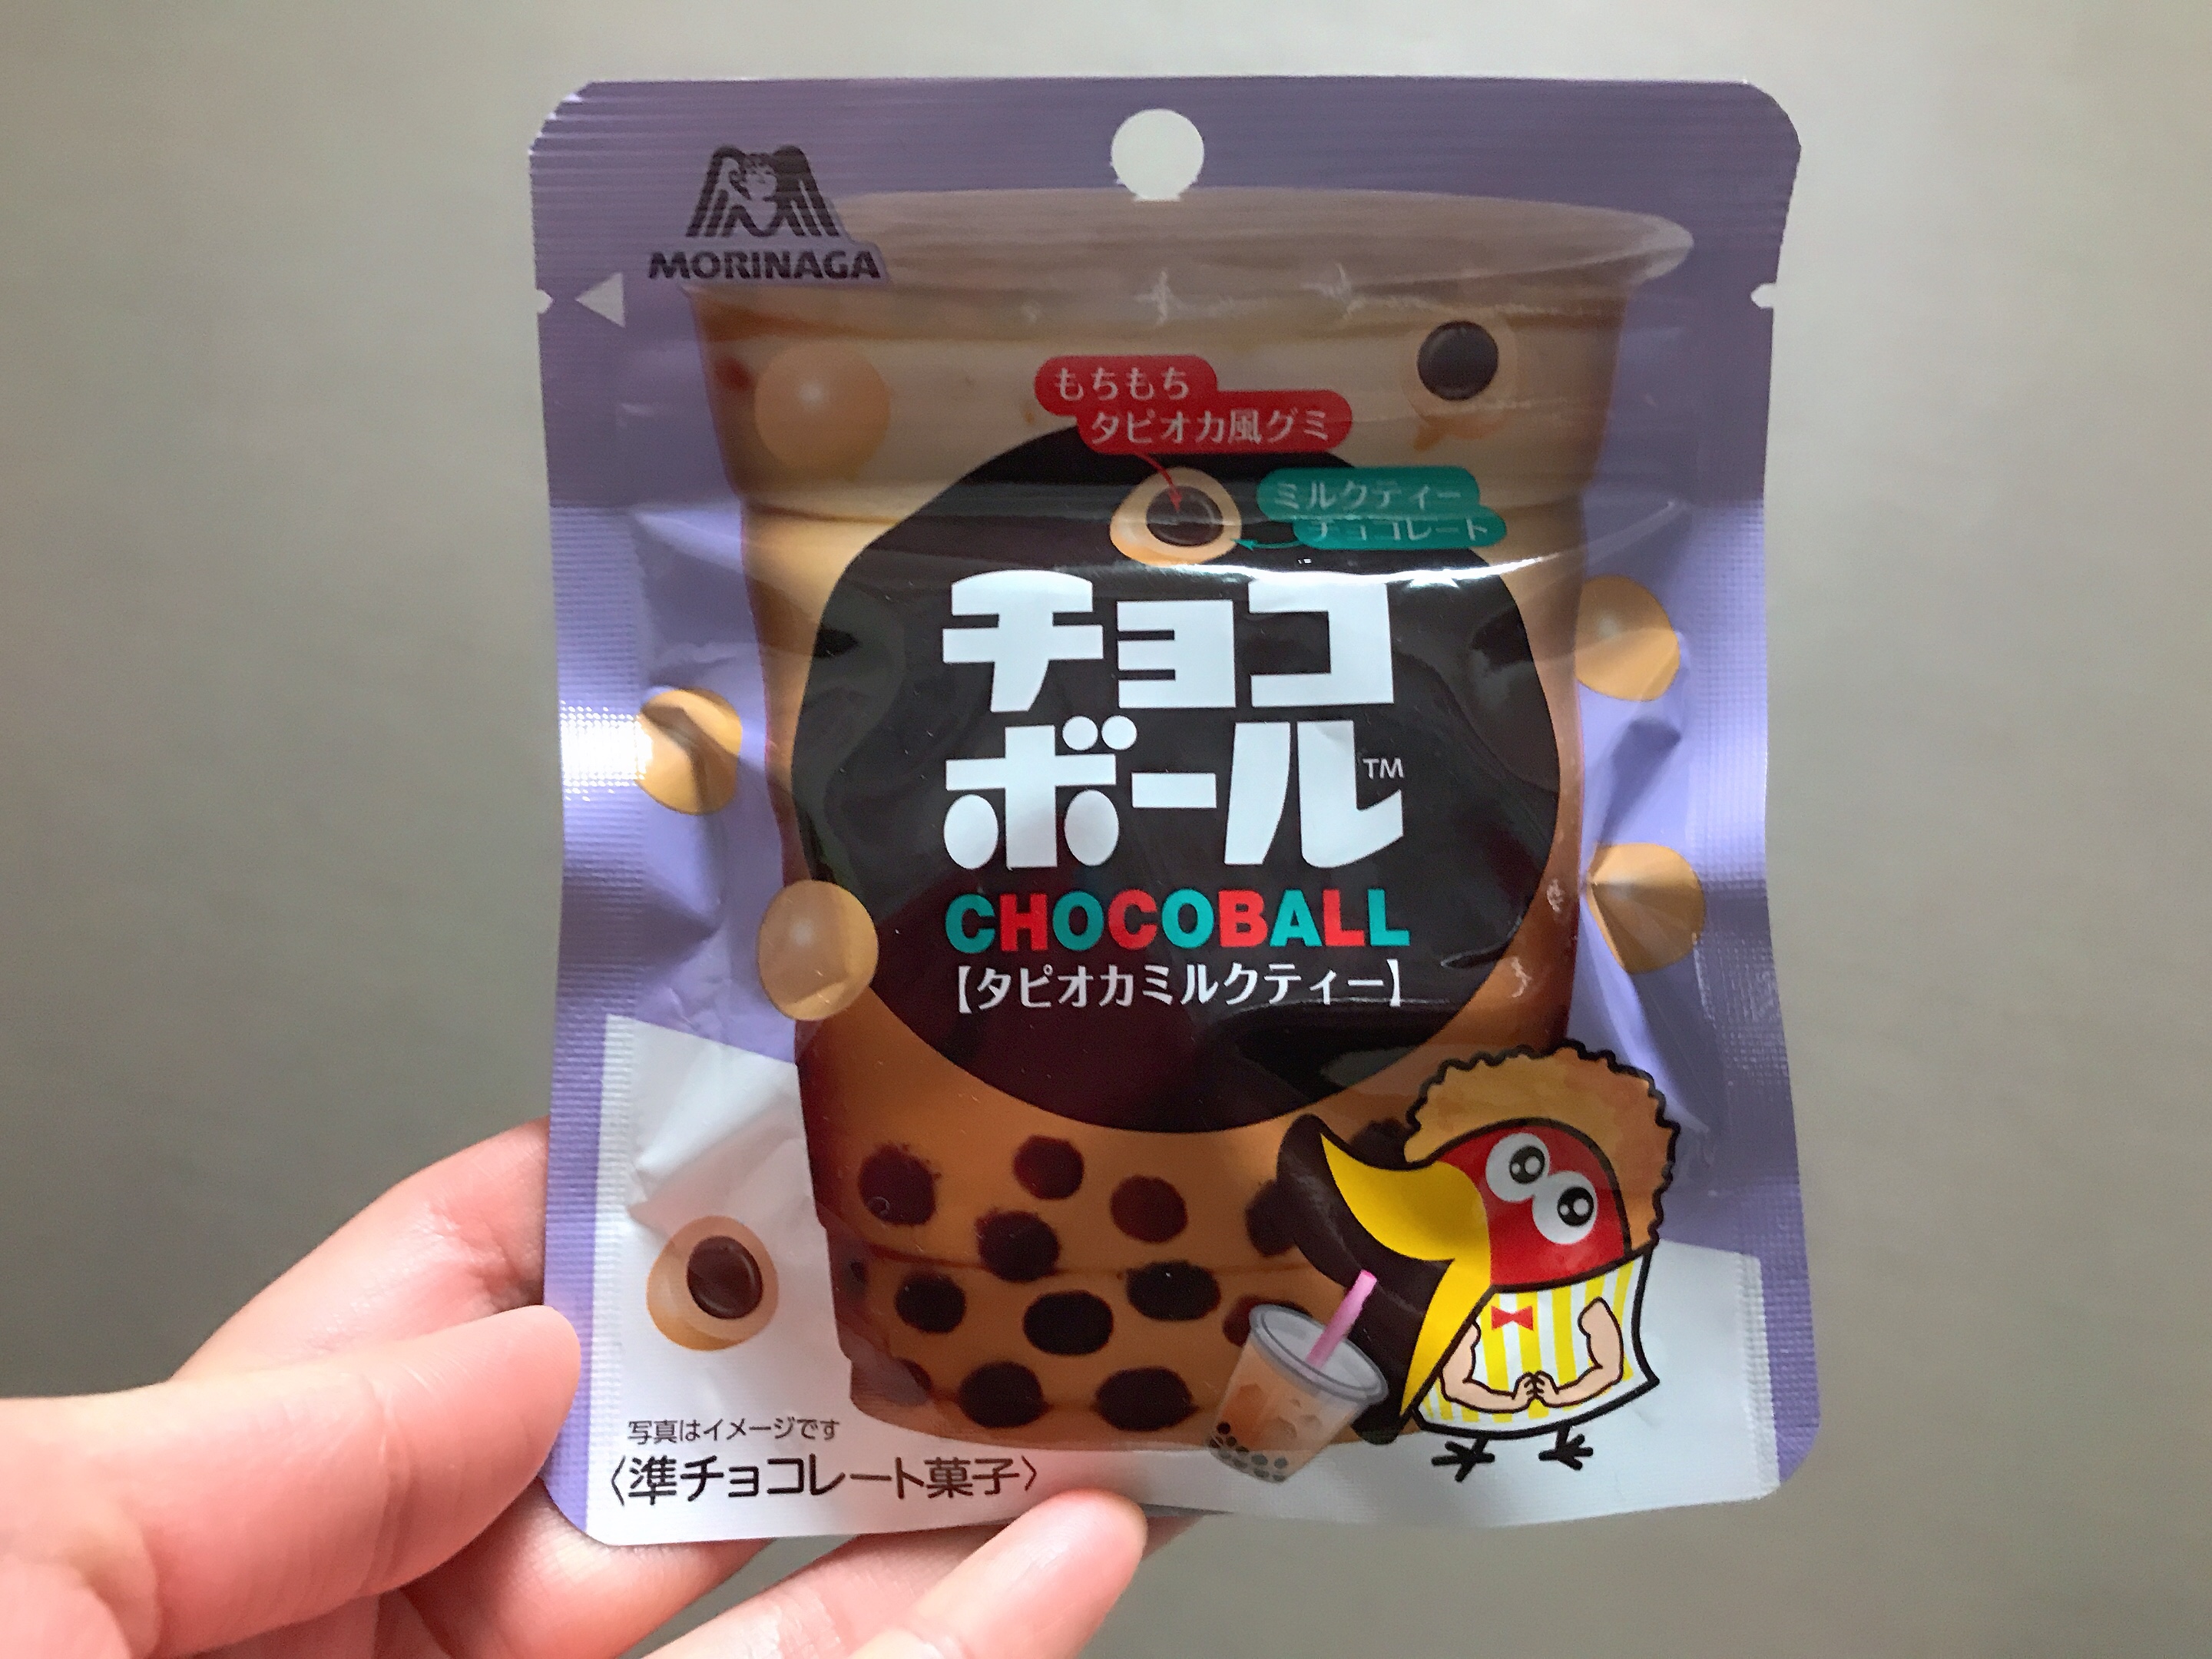 MORINAGA
もちもち
タピオカ風グミ
ミルクティー
チョコレート
チョコ
ボール™
CHOCOBALL
【タピオカミルクティー】
写真はイメージです
〈準チョコレート菓子〉